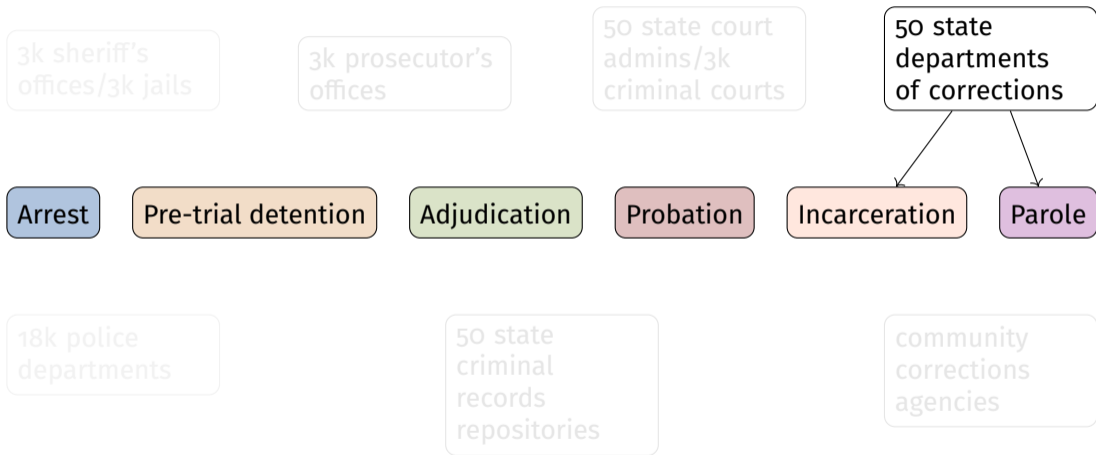 3k sheriff's
offices/3k jails
3k prosecutor's
offices
50 state court
admins/3k
criminal courts
50 state
departments
of corrections
Arrest
Pre-trial detention
Adjudication
Probation
Incarceration
Parole
18k police
departments
50 state
criminal
records
repositories
community
corrections
agencies